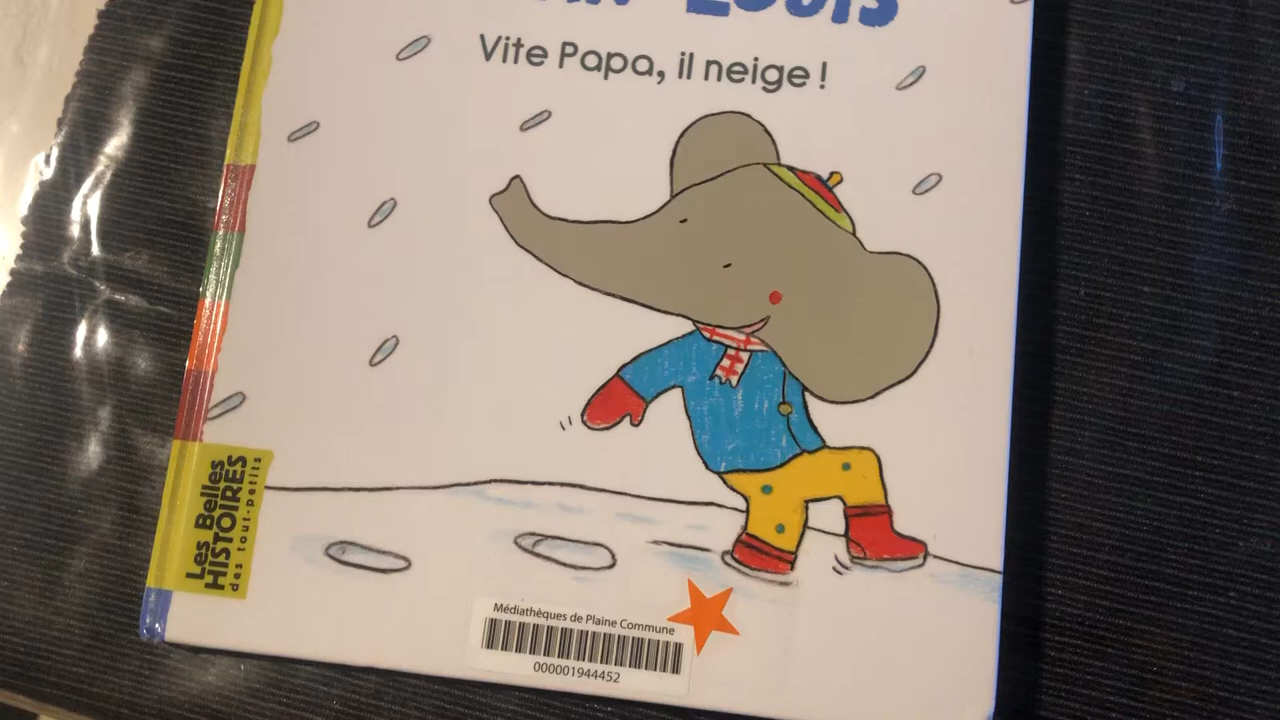 Vite Papa, il neige !
Les Belles
HISTOIRES
des tout-petits
Médiathèques de Plaine Commune
000001944452